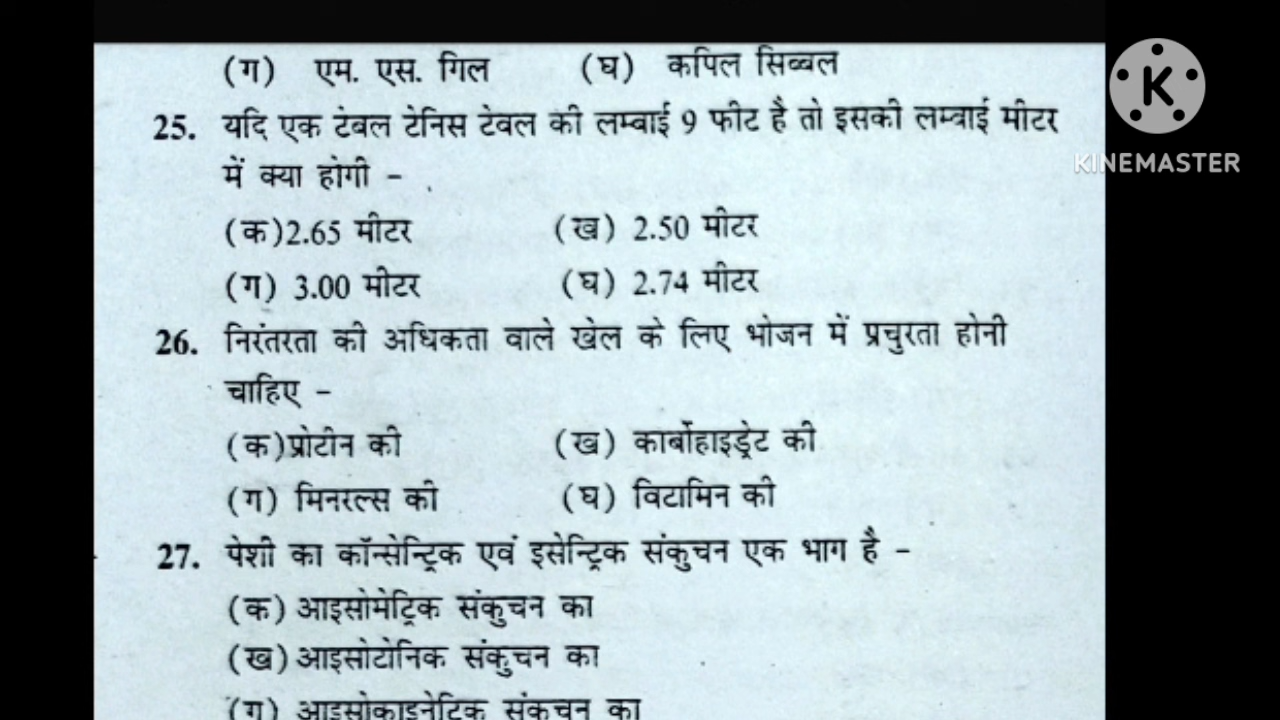 (ग) एम. एस. गिल (घ) कपिल सिब्बल
KINEMASTER
25. यदि एक टेबल टेनिस टेवल की लम्वाई 9 फीट है तो इसकी लम्वाई मीटर
में क्या होगी -
(क)2.65 मीटर (ख) 2.50 मीटर
(ग) 3.00 मीटर (घ) 2.74 मीटर
26. निरंतरता की अधिकता वाले खेल के लिए भोजन में प्रचुरता होनी
चाहिए -
(क)प्रोटीन की (ख) कार्बोहाइड्रेट की
(ग) मिनरल्स की (घ) विटामिन की
27. पेशी का कॉन्सेन्ट्रिक एवं इसेन्ट्रिक संकुचन एक भाग है -
(क) आइसोमेट्रिक संकुचन का
(ख) आइसोटोनिक संकुचन का
(ग) आइसोकाइनेटिक संकुचन का